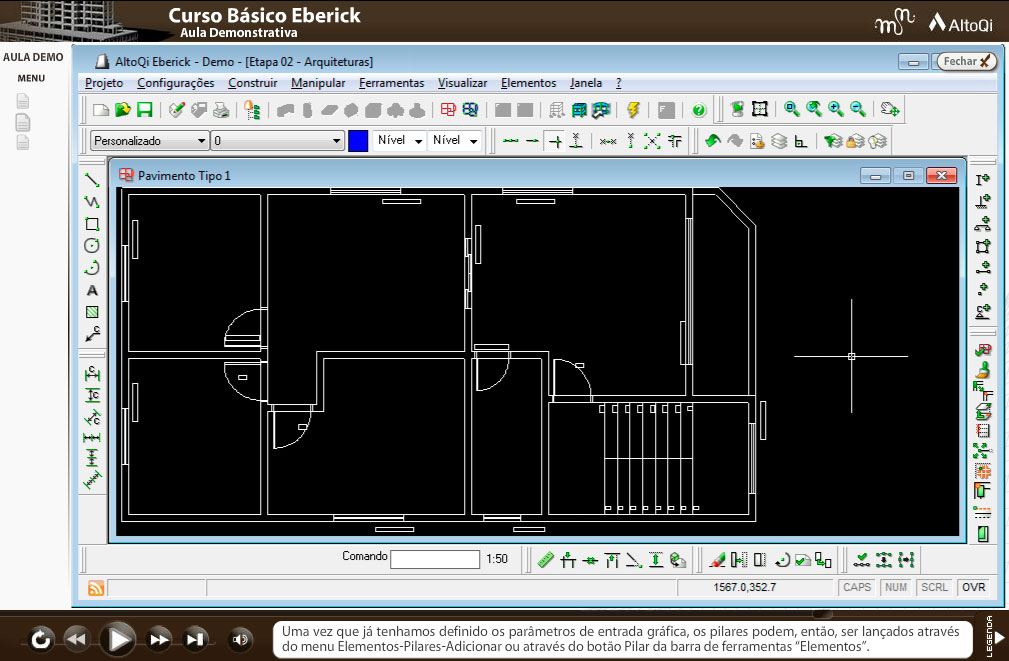 Curso Básico Eberick
Aula Demonstrativa
mn
AltoQi
AULA DEMO
MENU
AltoQi Eberick - Demo - [Etapa 02 - Arquiteturas]
Fechar
Projeto Configurações Construir Manipular Ferramentas Visualizar Elementos Janela ?
Personalizado 0 Nível Nível
Pavimento Tipo 1
A
Comando 1:50
1567.0,352.7 CAPS NUM SCRL OVR
Uma vez que já tenhamos definido os parâmetros de entrada gráfica, os pilares podem, então, ser lançados através
do menu Elementos-Pilares-Adicionar ou através do botão Pilar da barra de ferramentas “Elementos”.
LEGENDA